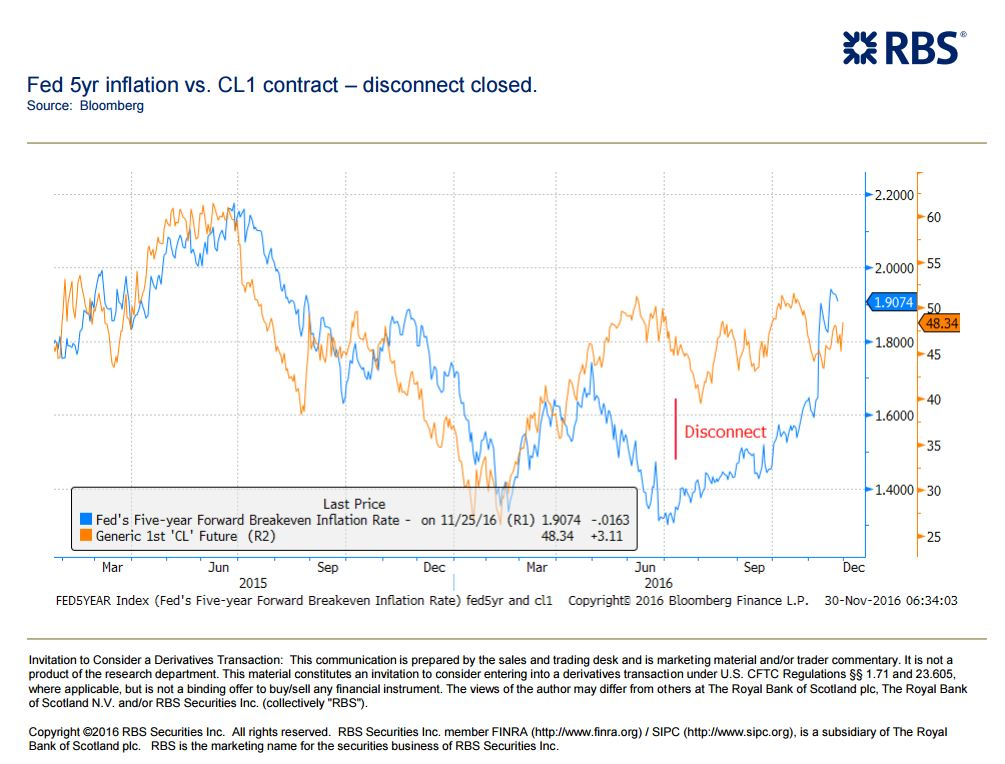 RBS®
Fed 5yr inflation vs. CL1 contract – disconnect closed.
Source: Bloomberg
2.2000
2.0000
1.9074
1.8000
1.6000
1.4000
60
55
50
48.34
45
40
35
30
25
Disconnect
Last Price
Fed's Five-year Forward Breakeven Inflation Rate - on 11/25/16 (R1) 1.9074 -.0163
Generic 1st 'CL' Future (R2) 48.34 +3.11
Mar Jun Sep Dec Mar Jun Sep Dec
2015 2016
FED5YEAR Index (Fed's Five-year Forward Breakeven Inflation Rate) fed5yr and cl1 Copyright© 2016 Bloomberg Finance L.P. 30-Nov-2016 06:34:03
Invitation to Consider a Derivatives Transaction: This communication is prepared by the sales and trading desk and is marketing material and/or trader commentary. It is not a
product of the research department. This material constitutes an invitation to consider entering into a derivatives transaction under U.S. CFTC Regulations §§ 1.71 and 23.605,
where applicable, but is not a binding offer to buy/sell any financial instrument. The views of the author may differ from others at The Royal Bank of Scotland plc, The Royal Bank
of Scotland N.V. and/or RBS Securities Inc. (collectively "RBS").
Copyright ©2016 RBS Securities Inc. All rights reserved. RBS Securities Inc. member FINRA (http://www.finra.org) / SIPC (http://www.sipc.org), is a subsidiary of The Royal
Bank of Scotland plc. RBS is the marketing name for the securities business of RBS Securities Inc.